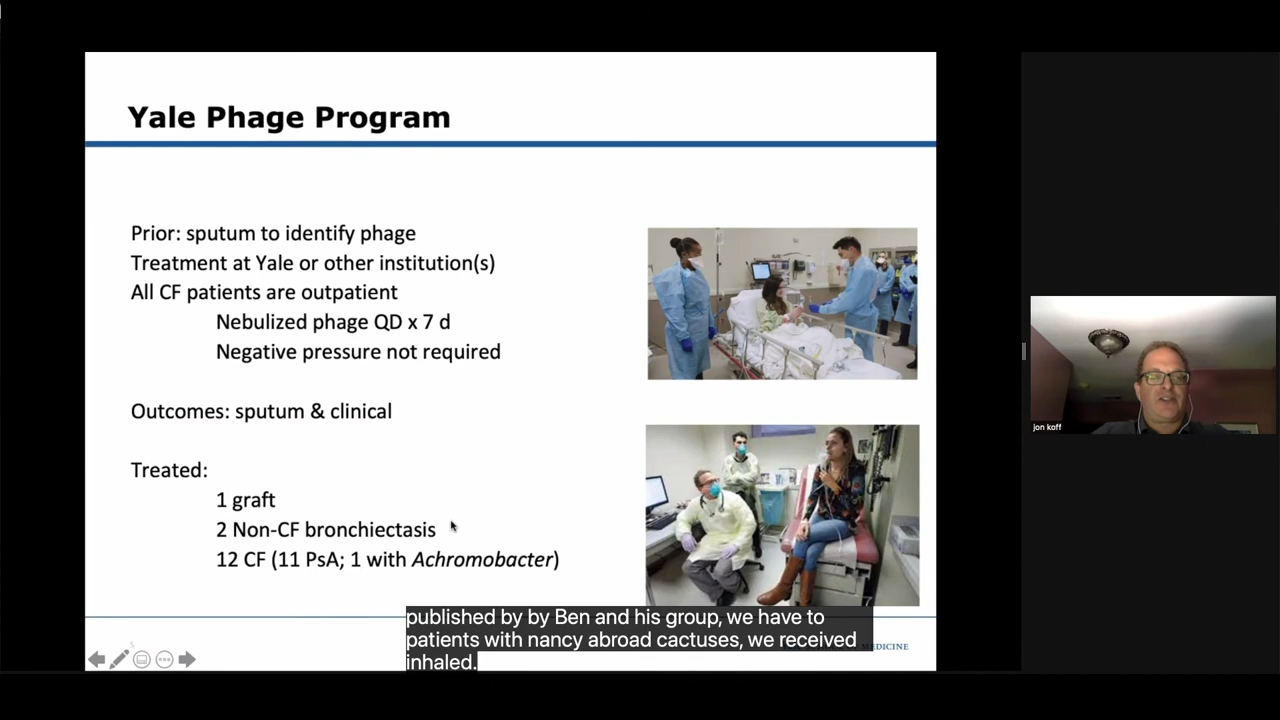 Yale Phage Program
Prior: sputum to identify phage
Treatment at Yale or other institution(s)
All CF patients are outpatient
Nebulized phage QD x 7 d
Negative pressure not required
Outcomes: sputum & clinical
Treated:
1 graft
2 Non-CF bronchiectasis
12 CF (11 PsA; 1 with Achromobacter)
published by by Ben and his group, we have to
patients with nancy abroad cactuses, we received
inhaled.
EDICINE
jon koff